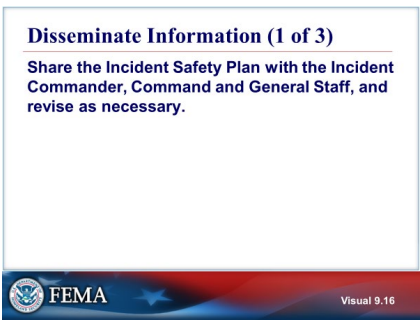 Disseminate Information (1 of 3)
Share the Incident Safety Plan with the Incident
Commander, Command and General Staff, and
revise as necessary.
FEMA
Visual 9.16